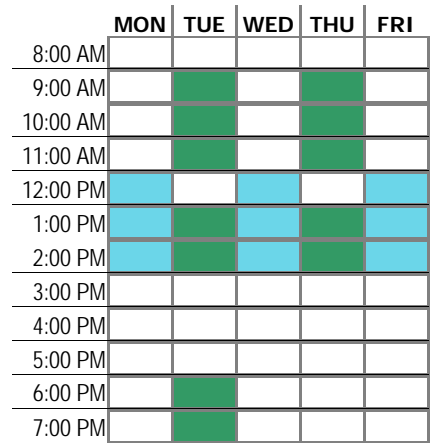 MON TUE WED THU FRI
8:00 AM
9:00 AM
10:00 AM
11:00 AM
12:00 PM
1:00 PM
2:00 PM
3:00 PM
4:00 PM
5:00 PM
6:00 PM
7:00 PM